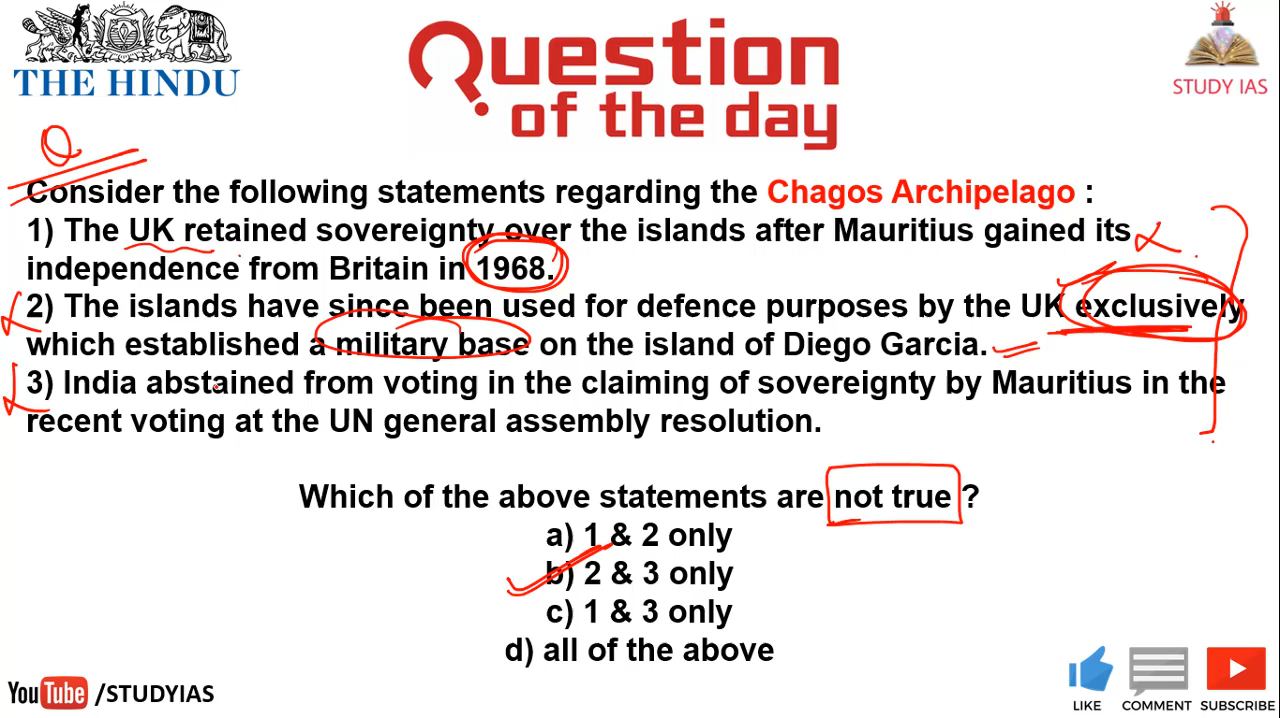 THE HINDU
Question
of the day
STUDY IAS
Q
Consider the following statements regarding the Chagos Archipelago :
1) The UK retained sovereignty over the islands after Mauritius gained its
independence from Britain in 1968.
2) The islands have since been used for defence purposes by the UK exclusively
which established a military base on the island of Diego Garcia.
3) India abstained from voting in the claiming of sovereignty by Mauritius in the
recent voting at the UN general assembly resolution.
Which of the above statements are not true ?
a) 1 & 2 only
b) 2 & 3 only
c) 1 & 3 only
d) all of the above
YouTube /STUDYIAS
LIKE COMMENT SUBSCRIBE